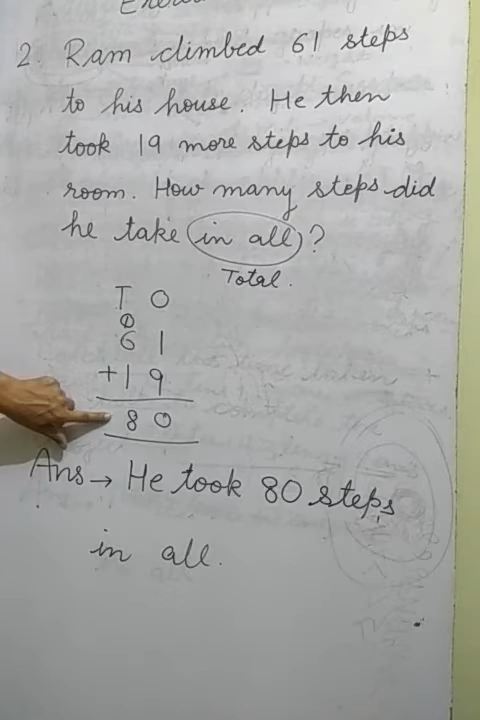 2. Ram climbed 61 steps
to his house. He then
took 19 more steps to his
room. How many steps did
he take in all?
Total.
T O
1
6 1
+1 9
8 0
Ans → He took 80 steps
in all.